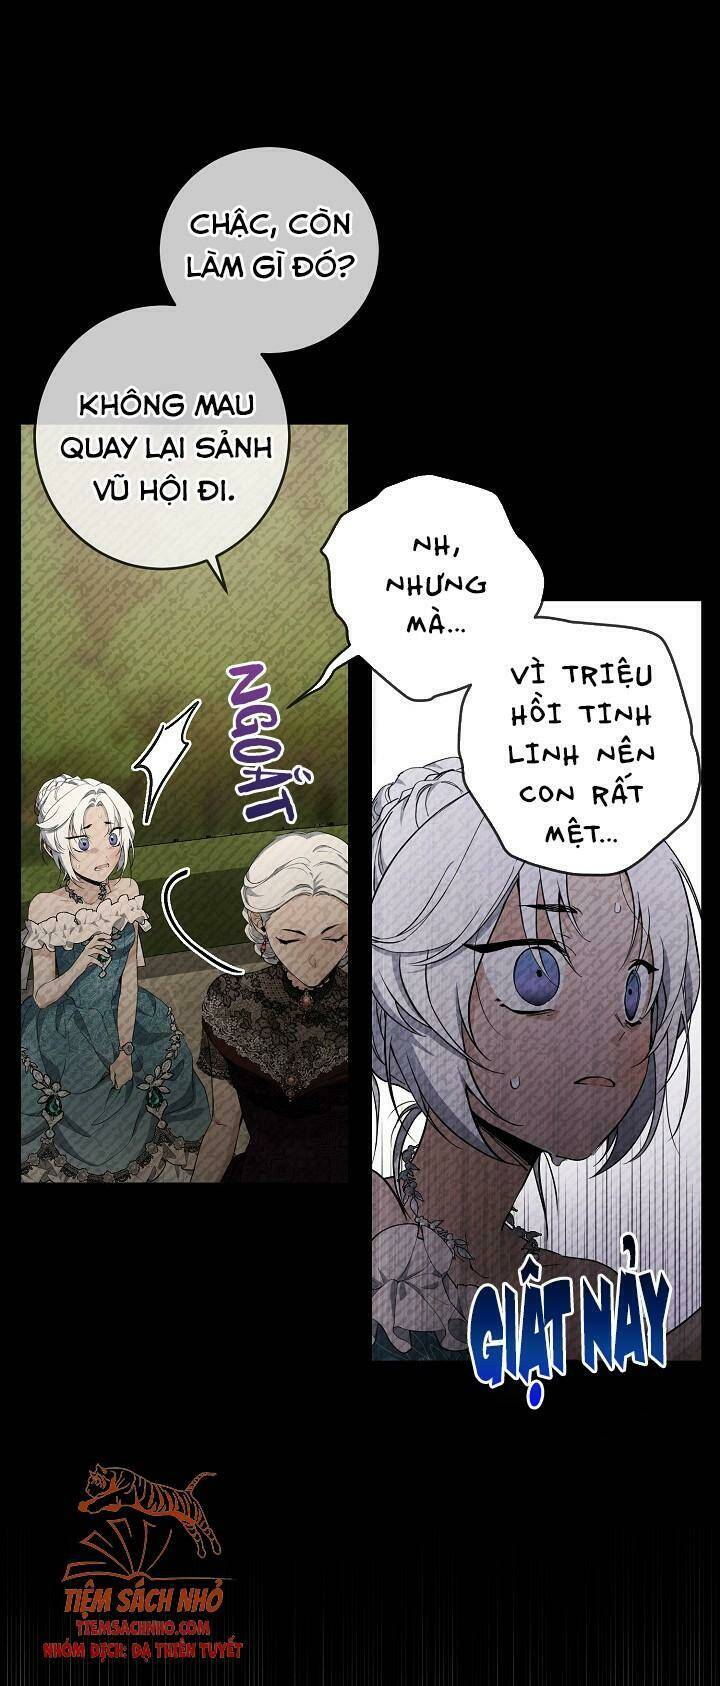 CHẬC, CÒN
LÀM GÌ ĐÓ?
KHÔNG MAU
QUAY LẠI SẢNH
VŨ HỘI ĐI.
NH,
NHƯNG
MÀ...
VÌ TRIỆU
HỒI TINH
LINH NÊN
CON RẤT
MỆT...
NGOẮT
GIẬT NẢY
TIỆM SÁCH NHỎ
TIEMSACHNHO.COM
NHÓM DỊCH: DẠ THIÊN TUYẾT